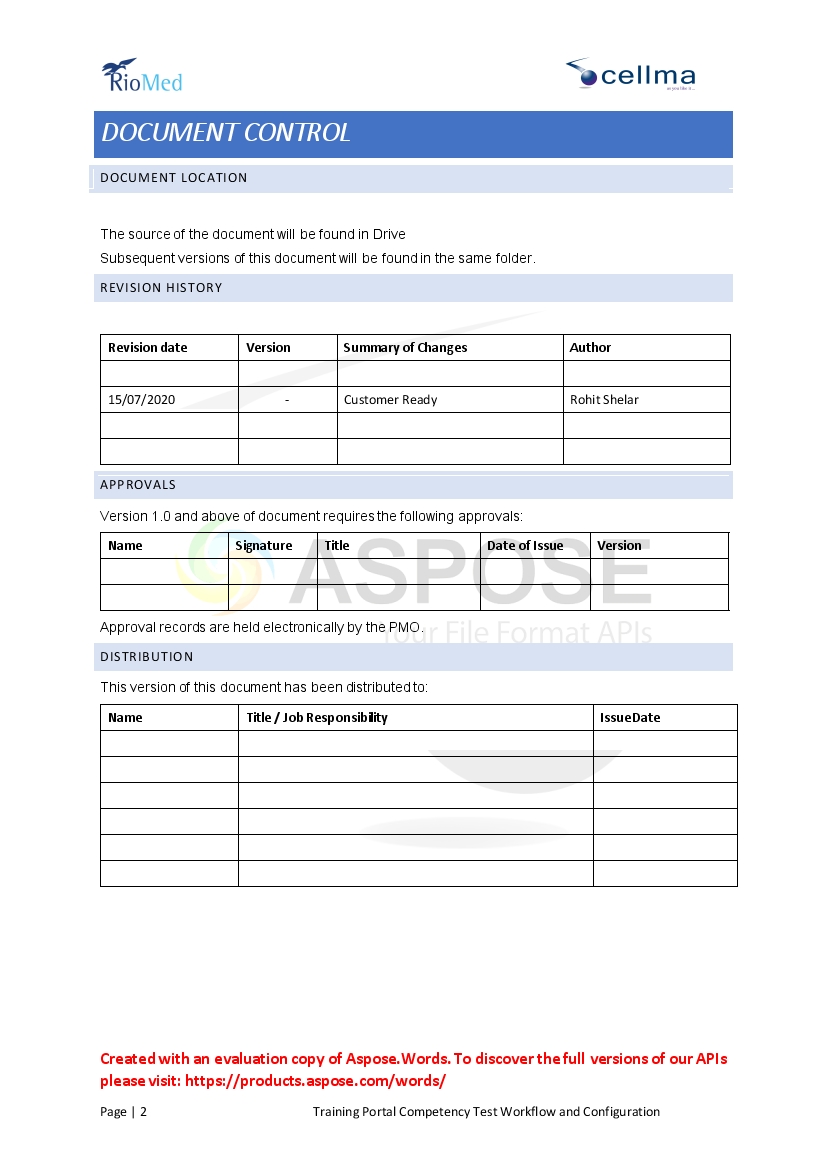 RioMed
cellma
as you like it...
DOCUMENT CONTROL
DOCUMENT LOCATION
The source of the document will be found in Drive
Subsequent versions of this document will be found in the same folder.
REVISION HISTORY
Revision date Version Summary of Changes Author
15/07/2020 - Customer Ready Rohit Shelar
APPROVALS
Version 1.0 and above of document requires the following approvals:
Name Signature Title Date of Issue Version
ASPOSE
Your File Format APIs
Approval records are held electronically by the PMO.
DISTRIBUTION
This version of this document has been distributed to:
Name Title / Job Responsibility Issue Date
Created with an evaluation copy of Aspose.Words. To discover the full versions of our APIs
please visit: https://products.aspose.com/words/
Page | 2 Training Portal Competency Test Workflow and Configuration